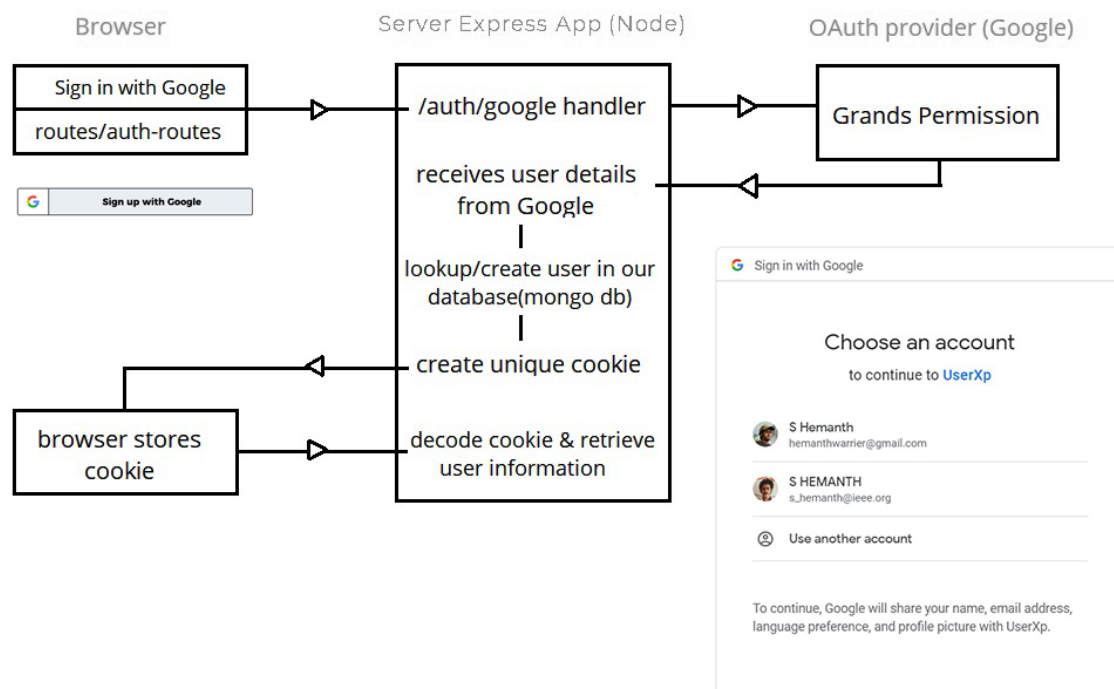 Browser
Server Express App (Node)
OAuth provider (Google)
Sign in with Google
routes/auth-routes
Sign up with Google
/auth/google handler
Grands Permission
receives user details
from Google
lookup/create user in our
database(mongo db)
create unique cookie
browser stores
cookie
decode cookie & retrieve
user information
Sign in with Google
Choose an account
to continue to UserXp
S Hemanth
hemanthwarrier@gmail.com
S HEMANTH
s_hemanth@ieee.org
Use another account
To continue, Google will share your name, email address,
language preference, and profile picture with UserXp.